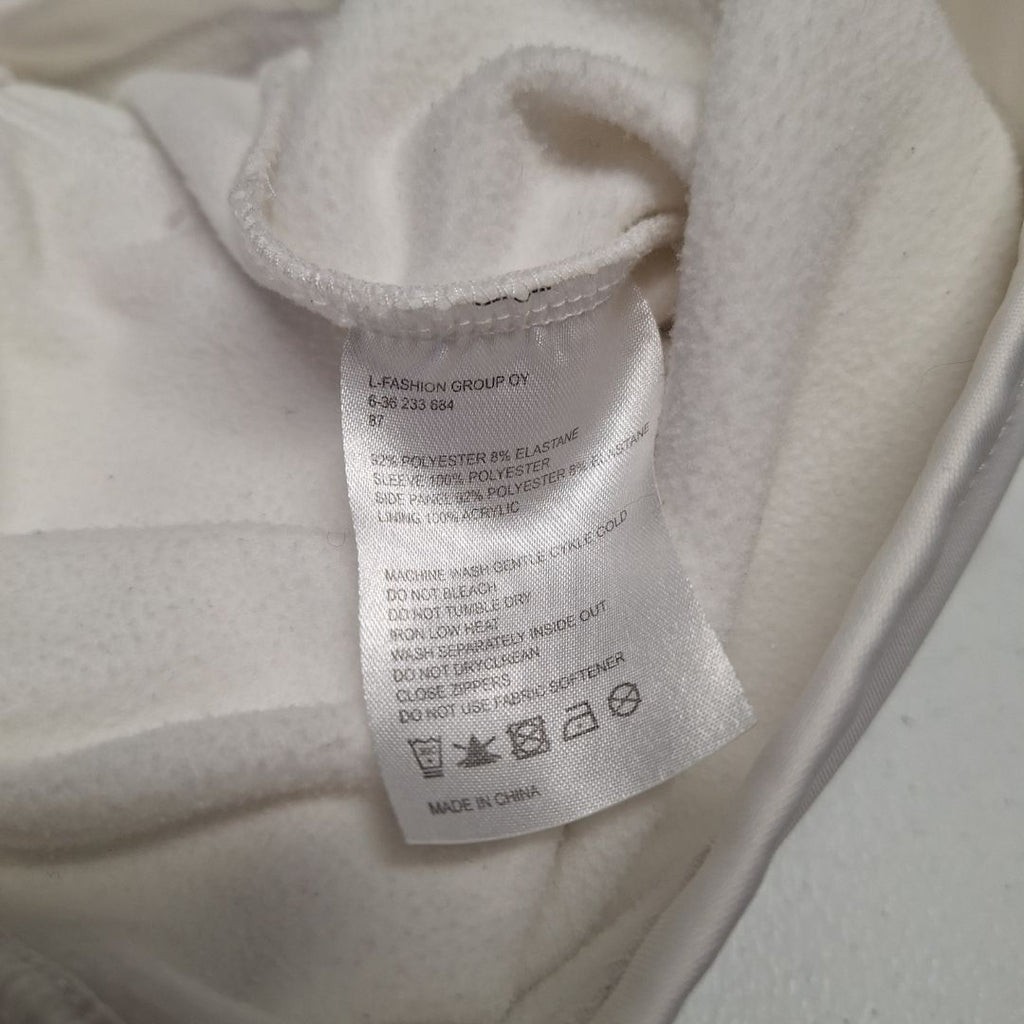 L-FASHION GROUP OY
6-36 233 684
87
92% POLYESTER 8% ELASTANE
SLEEVE 100% POLYESTER
SIDE PANEL 92% POLYESTER 8% ELASTANE
LINING 100% ACRYLIC
MACHINE WASH GENTLE CYKLE COLD
DO NOT BLEACH
DO NOT TUMBLE DRY
IRON LOW HEAT
WASH SEPARATELY INSIDE OUT
DO NOT DRYCLKEAN
CLOSE ZIPPERS
DO NOT USE FABRIC SOFTENER
MADE IN CHINA